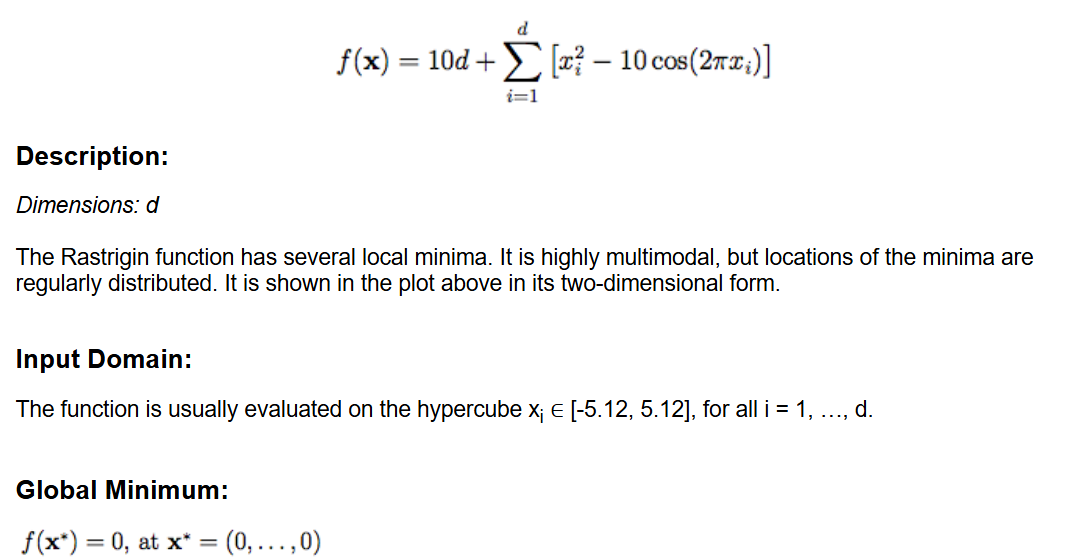 f(x) = 10d + \sum_{i=1}^{d} [x_i^2 − 10 cos(2πx_i)]
Description:
Dimensions: d
The Rastrigin function has several local minima. It is highly multimodal, but locations of the minima are
regularly distributed. It is shown in the plot above in its two-dimensional form.
Input Domain:
The function is usually evaluated on the hypercube x_i ∈ [-5.12, 5.12], for all i = 1, …, d.
Global Minimum:
f(x*) = 0, at x* = (0, . . . , 0)